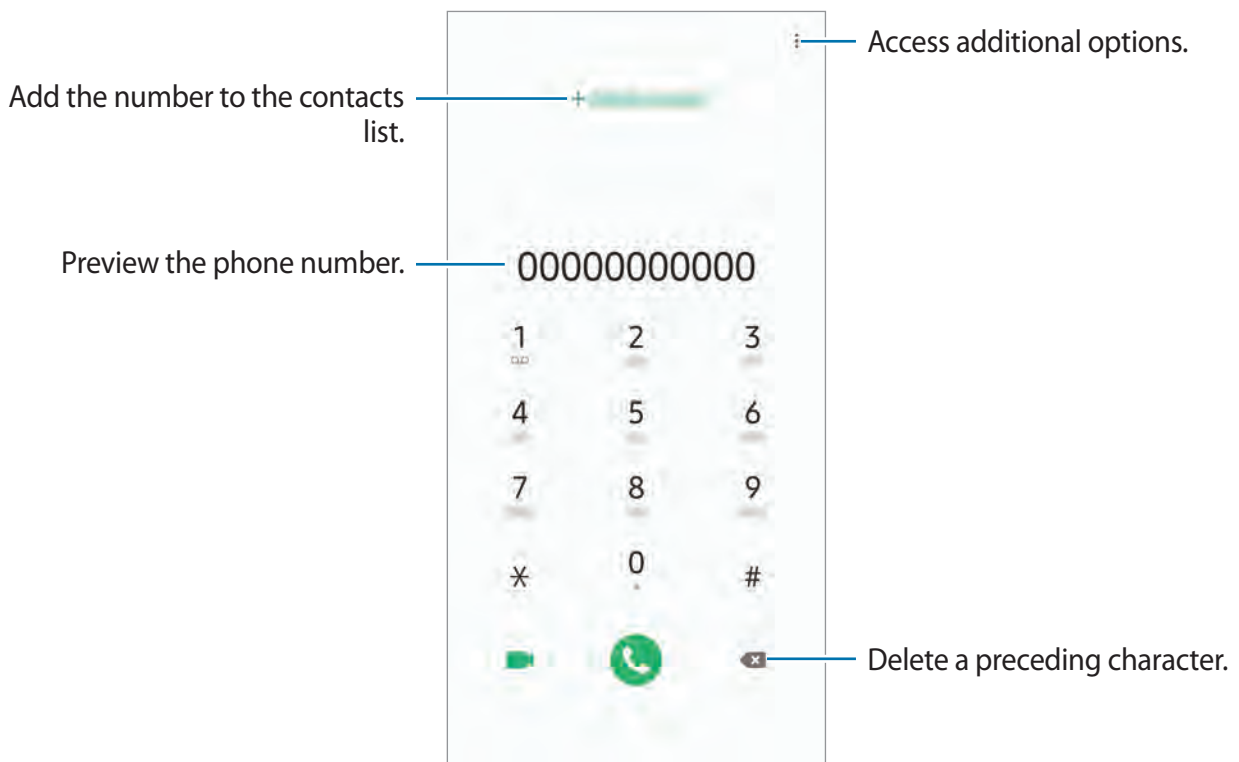 Access additional options.
Add the number to the contacts
list.
Preview the phone number.
00000000000
1 2 3
4 5 6
7 8 9
* 0 #
Delete a preceding character.